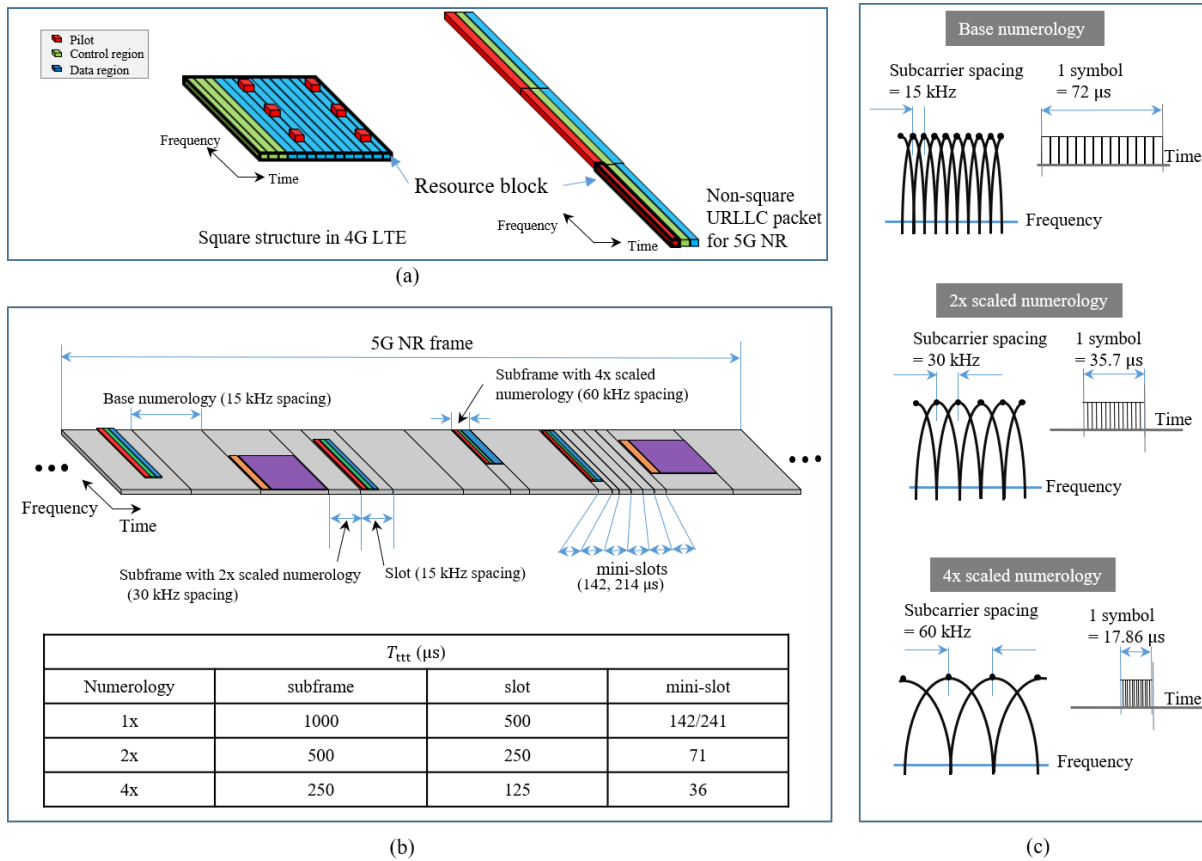 Pilot
Control region
Data region
Frequency
Time
Resource block
Square structure in 4G LTE
Frequency
Time
Non-square
URLLC packet
for 5G NR
(a)
5G NR frame
Base numerology (15 kHz spacing)
Subframe with 4x scaled
numerology (60 kHz spacing)
•••
•••
Frequency
Time
Subframe with 2x scaled numerology
(30 kHz spacing)
Slot (15 kHz spacing)
mini-slots
(142, 214 μs)
T_ttt (μs)
Numerology subframe slot mini-slot
1x 1000 500 142/241
2x 500 250 71
4x 250 125 36
(b)
Base numerology
Subcarrier spacing
= 15 kHz
1 symbol
= 72 μs
Time
Frequency
2x scaled numerology
Subcarrier spacing
= 30 kHz
1 symbol
= 35.7 μs
Time
Frequency
4x scaled numerology
Subcarrier spacing
= 60 kHz
1 symbol
= 17.86 μs
Time
Frequency
(c)